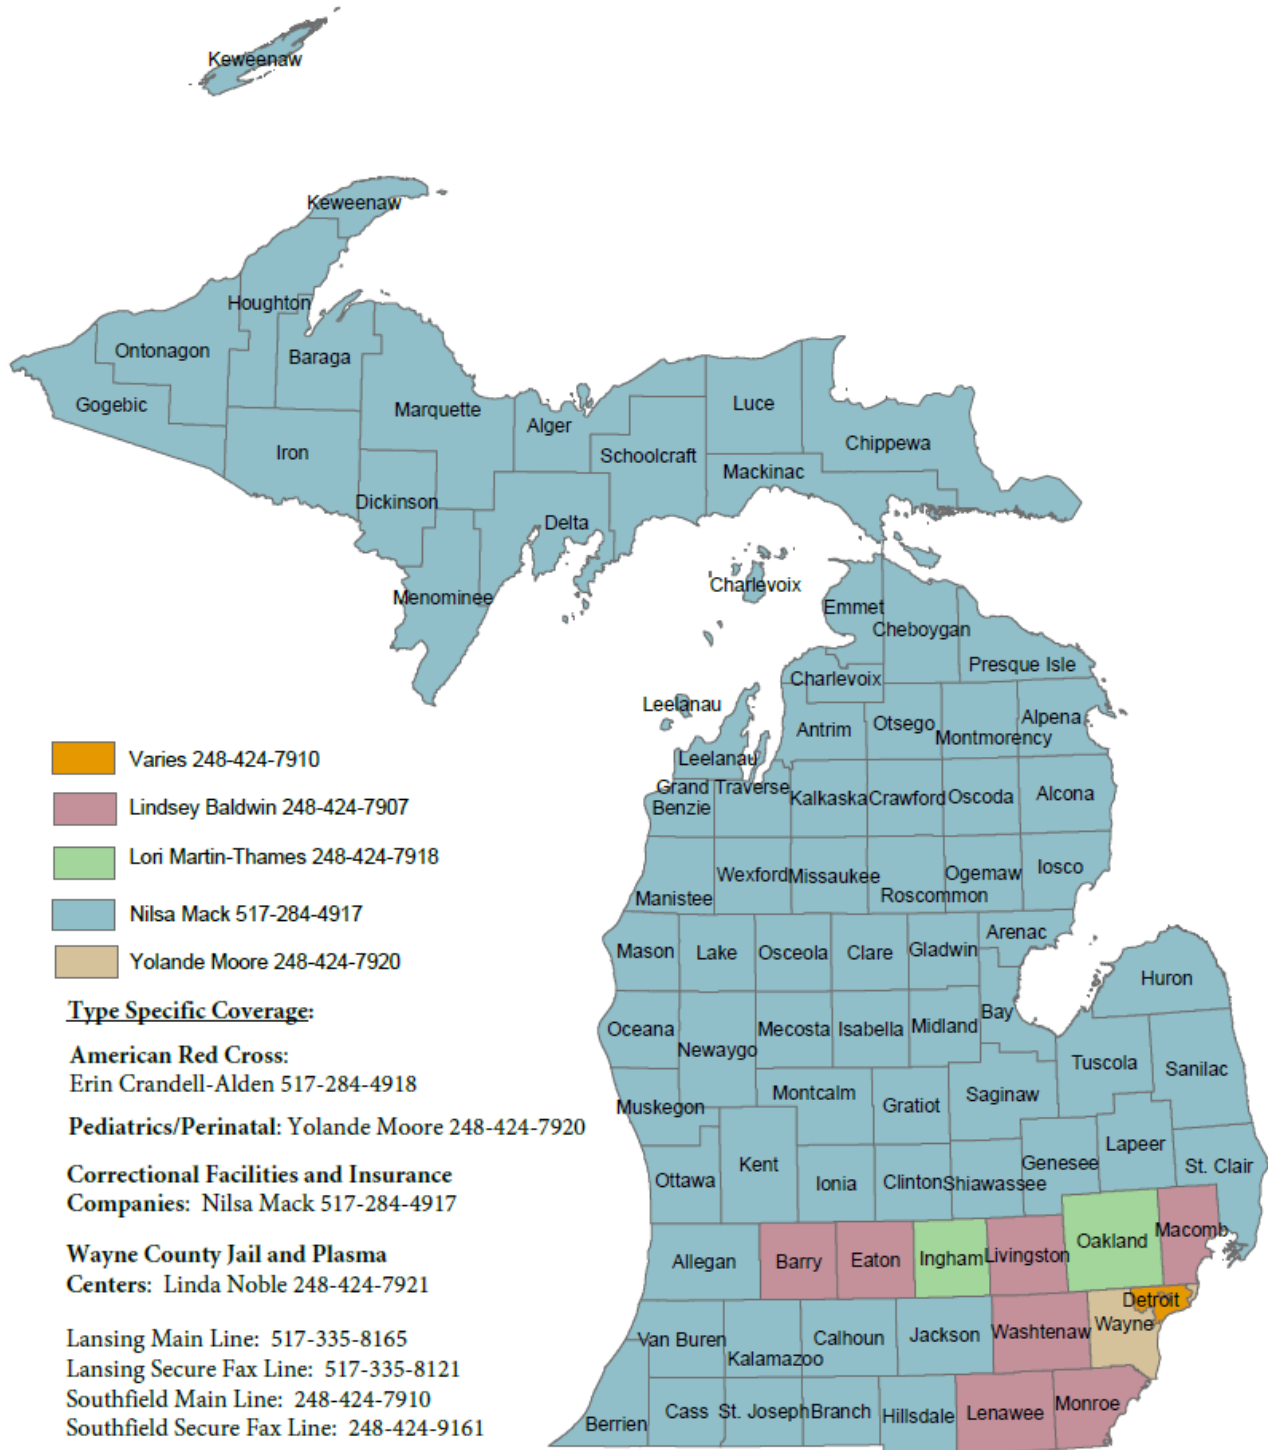 Keweenaw
Keweenaw
Houghton
Ontonagon
Baraga
Gogebic
Marquette
Luce
Alger
Chippewa
Iron
Schoolcraft
Mackinac
Dickinson
Delta
Menominee
Charlevoix
Emmet
Cheboygan
Presque Isle
Charlevoix
Leelanau
Antrim
Otsego
Alpena
Montmorency
Leelanau
Grand Traverse
Benzie
Kalkaska
Crawford
Oscoda
Alcona
Wexford
Missaukee
Ogemaw
Iosco
Manistee
Roscommon
Arenac
Mason
Lake
Osceola
Clare
Gladwin
Huron
Bay
Oceana
Mecosta
Isabella
Midland
Newaygo
Tuscola
Sanilac
Montcalm
Saginaw
Muskegon
Gratiot
Lapeer
Kent
Genesee
St. Clair
Ottawa
Ionia
Clinton
Shiawassee
Macomb
Oakland
Allegan
Barry
Eaton
Ingham
Livingston
Detroit
Wayne
Van Buren
Calhoun
Jackson
Washtenaw
Kalamazoo
Monroe
Cass
St. Joseph
Branch
Hillsdale
Lenawee
Berrien
Varies 248-424-7910
Lindsey Baldwin 248-424-7907
Lori Martin-Thames 248-424-7918
Nilsa Mack 517-284-4917
Yolande Moore 248-424-7920
Type Specific Coverage:
American Red Cross:
Erin Crandell-Alden 517-284-4918
Pediatrics/Perinatal: Yolande Moore 248-424-7920
Correctional Facilities and Insurance
Companies: Nilsa Mack 517-284-4917
Wayne County Jail and Plasma
Centers: Linda Noble 248-424-7921
Lansing Main Line: 517-335-8165
Lansing Secure Fax Line: 517-335-8121
Southfield Main Line: 248-424-7910
Southfield Secure Fax Line: 248-424-9161